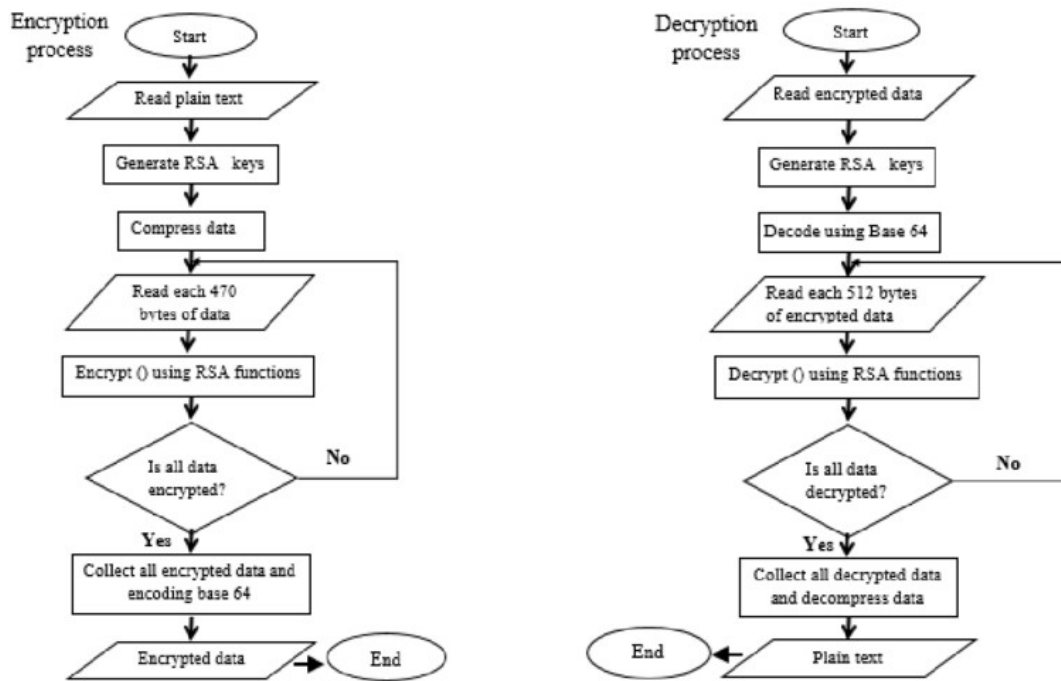 Encryption
process
Start
Read plain text
Generate RSA keys
Compress data
Read each 470
bytes of data
Encrypt () using RSA functions
Is all data
encrypted?
No
Yes
Collect all encrypted data and
encoding base 64
Encrypted data
End
Decryption
process
Start
Read encrypted data
Generate RSA keys
Decode using Base 64
Read each 512 bytes
of encrypted data
Decrypt () using RSA functions
Is all data
decrypted?
No
Yes
Collect all decrypted data
and decompress data
Plain text
End